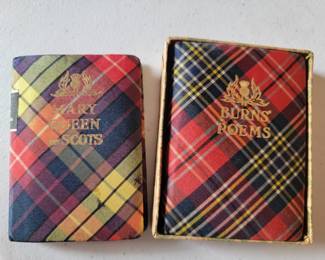 MARY
QUEEN
OF SCOTS
BURNS'
POEMS